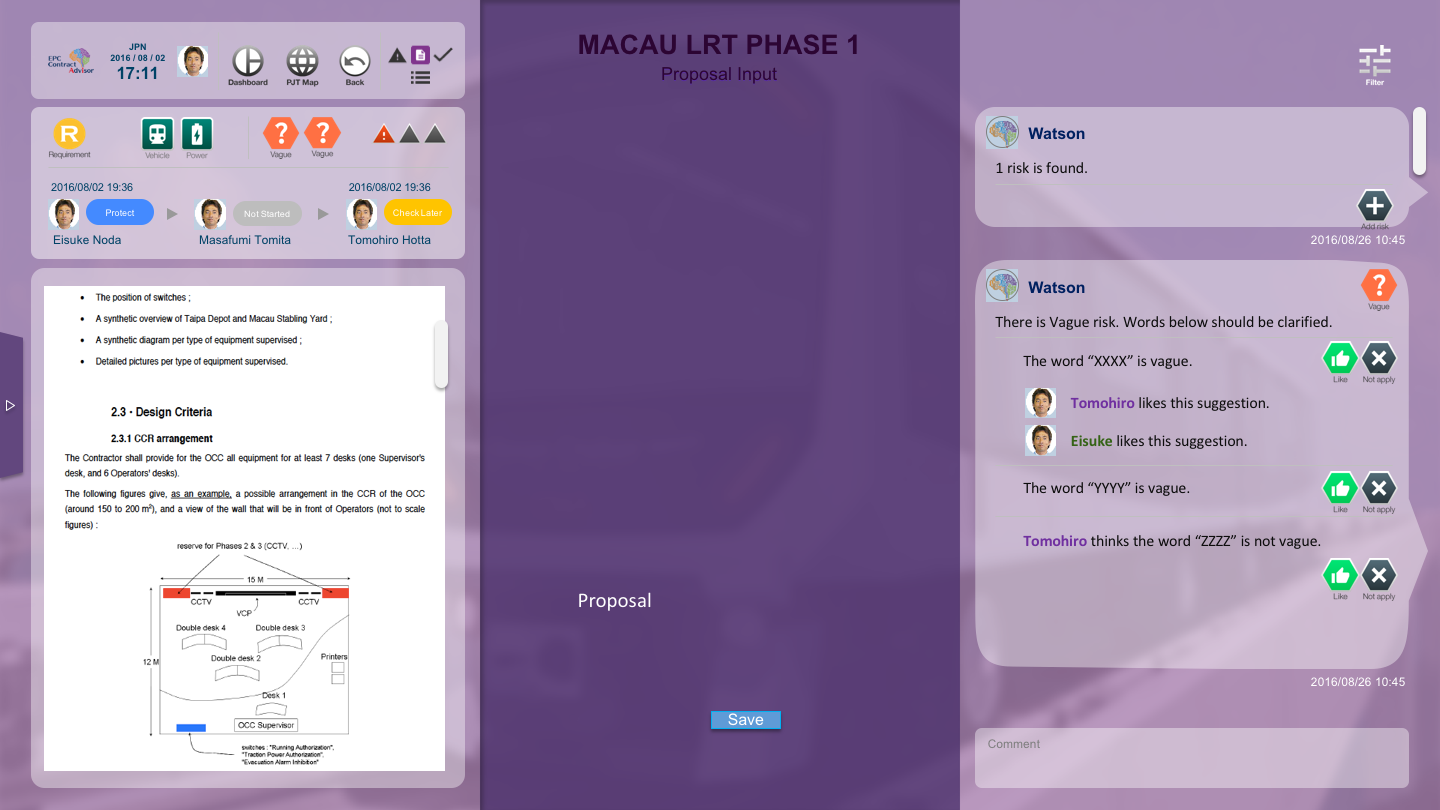 EPC
Contract
Advisor
JPN
2016 / 08 / 02
17:11
Dashboard
PJT Map
Back
R
Requirement
Vehicle
Power
?
Vague
?
Vague
2016/08/02 19:36
2016/08/02 19:36
Protect
Not Started
Check Later
Eisuke Noda
Masafumi Tomita
Tomohiro Hotta
• The position of switches ;
• A synthetic overview of Taipa Depot and Macau Stabling Yard ;
• A synthetic diagram per type of equipment supervised ;
• Detailed pictures per type of equipment supervised.
2.3 · Design Criteria
2.3.1 CCR arrangement
The Contractor shall provide for the OCC all equipment for at least 7 desks (one Supervisor's
desk, and 6 Operators' desks).
The following figures give, as an example, a possible arrangement in the CCR of the OCC
(around 150 to 200 m²), and a view of the wall that will be in front of Operators (not to scale
figures) :
reserve for Phases 2 & 3 (CCTV, ...)
15 M
CCTV
CCTV
VCP
Double desk 4
Double desk 3
Double desk 2
Printers
12 M
Desk 1
OCC Supervisor
switches : "Running Authorization",
"Traction Power Authorization",
"Evacuation Alarm Inhibition"
MACAU LRT PHASE 1
Proposal Input
Proposal
Save
Filter
Watson
1 risk is found.
Add risk
2016/08/26 10:45
Watson
?
Vague
There is Vague risk. Words below should be clarified.
The word “XXXX” is vague.
Like
Not apply
Tomohiro likes this suggestion.
Eisuke likes this suggestion.
The word “YYYY” is vague.
Like
Not apply
Tomohiro thinks the word “ZZZZ” is not vague.
Like
Not apply
2016/08/26 10:45
Comment